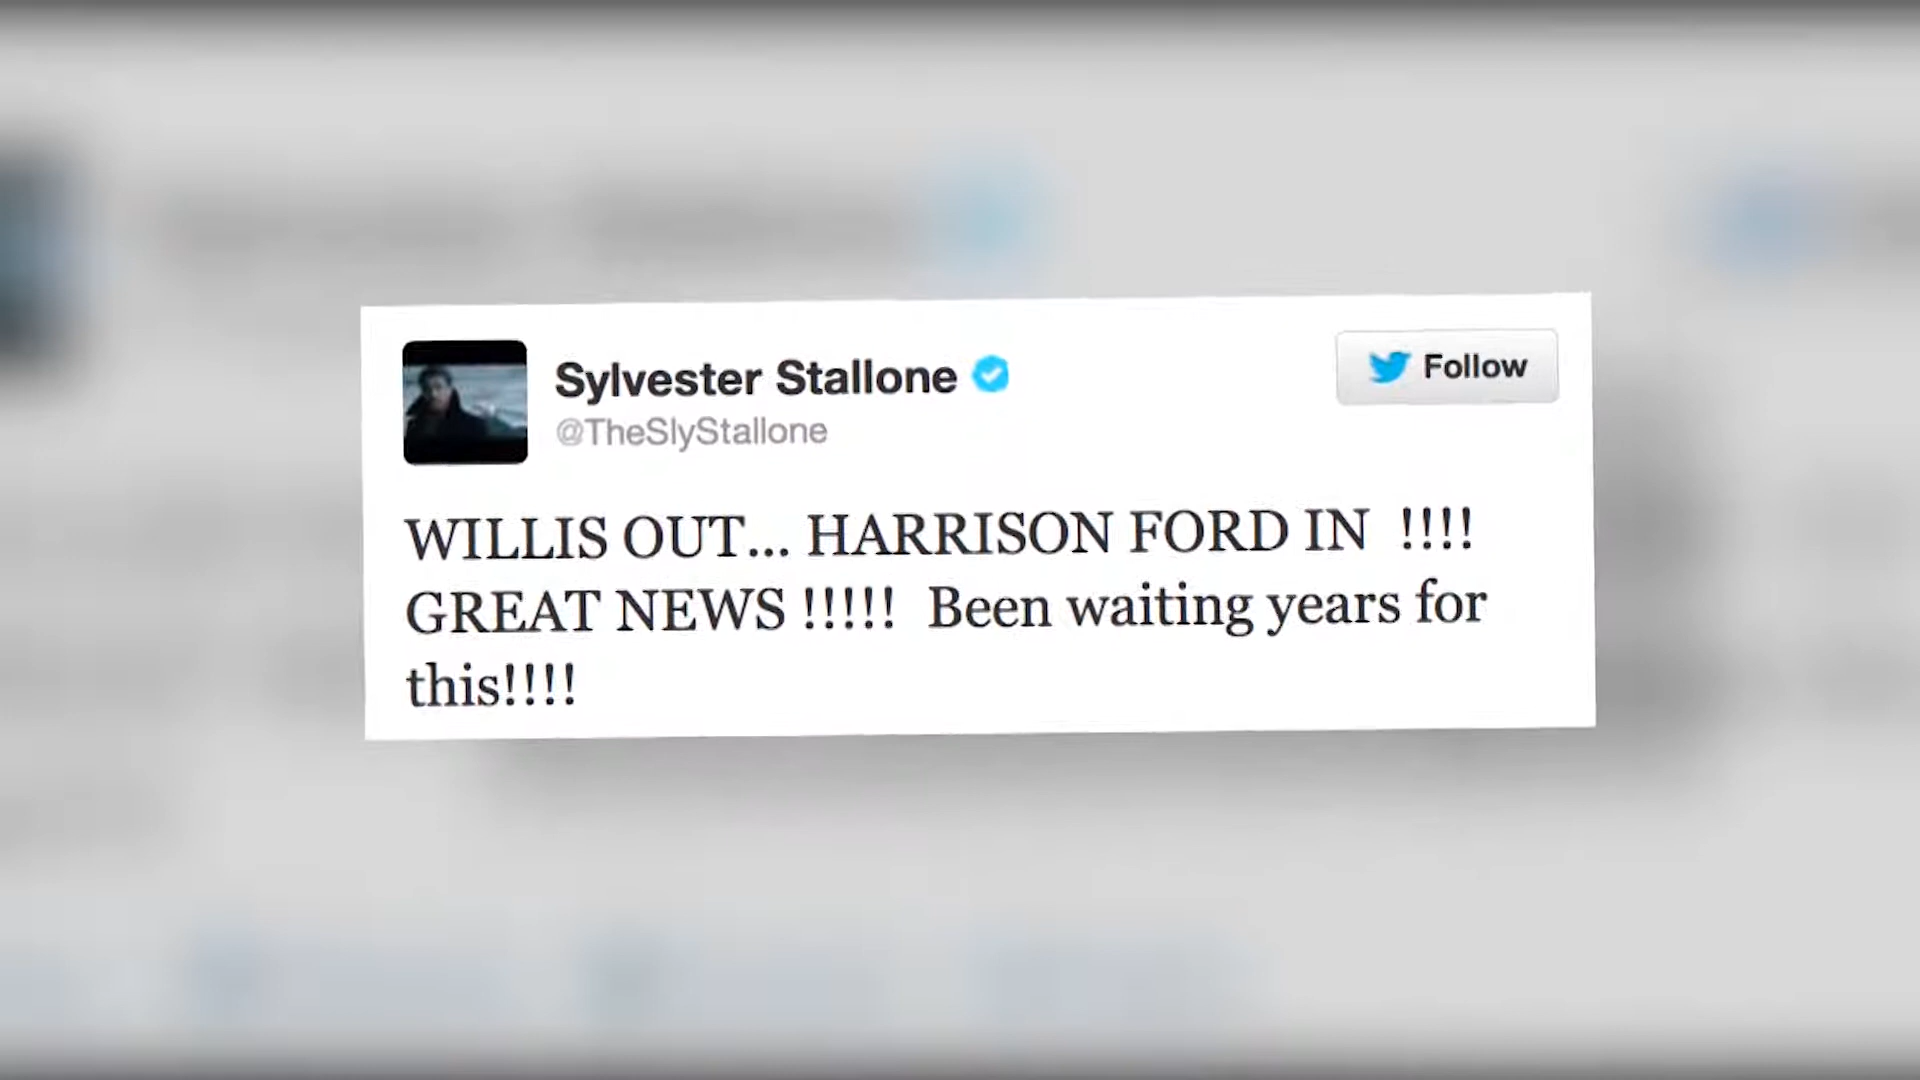 Sylvester Stallone
Follow
@TheSlyStallone
WILLIS OUT... HARRISON FORD IN  !!!!
GREAT NEWS !!!!!  Been waiting years for
this!!!!